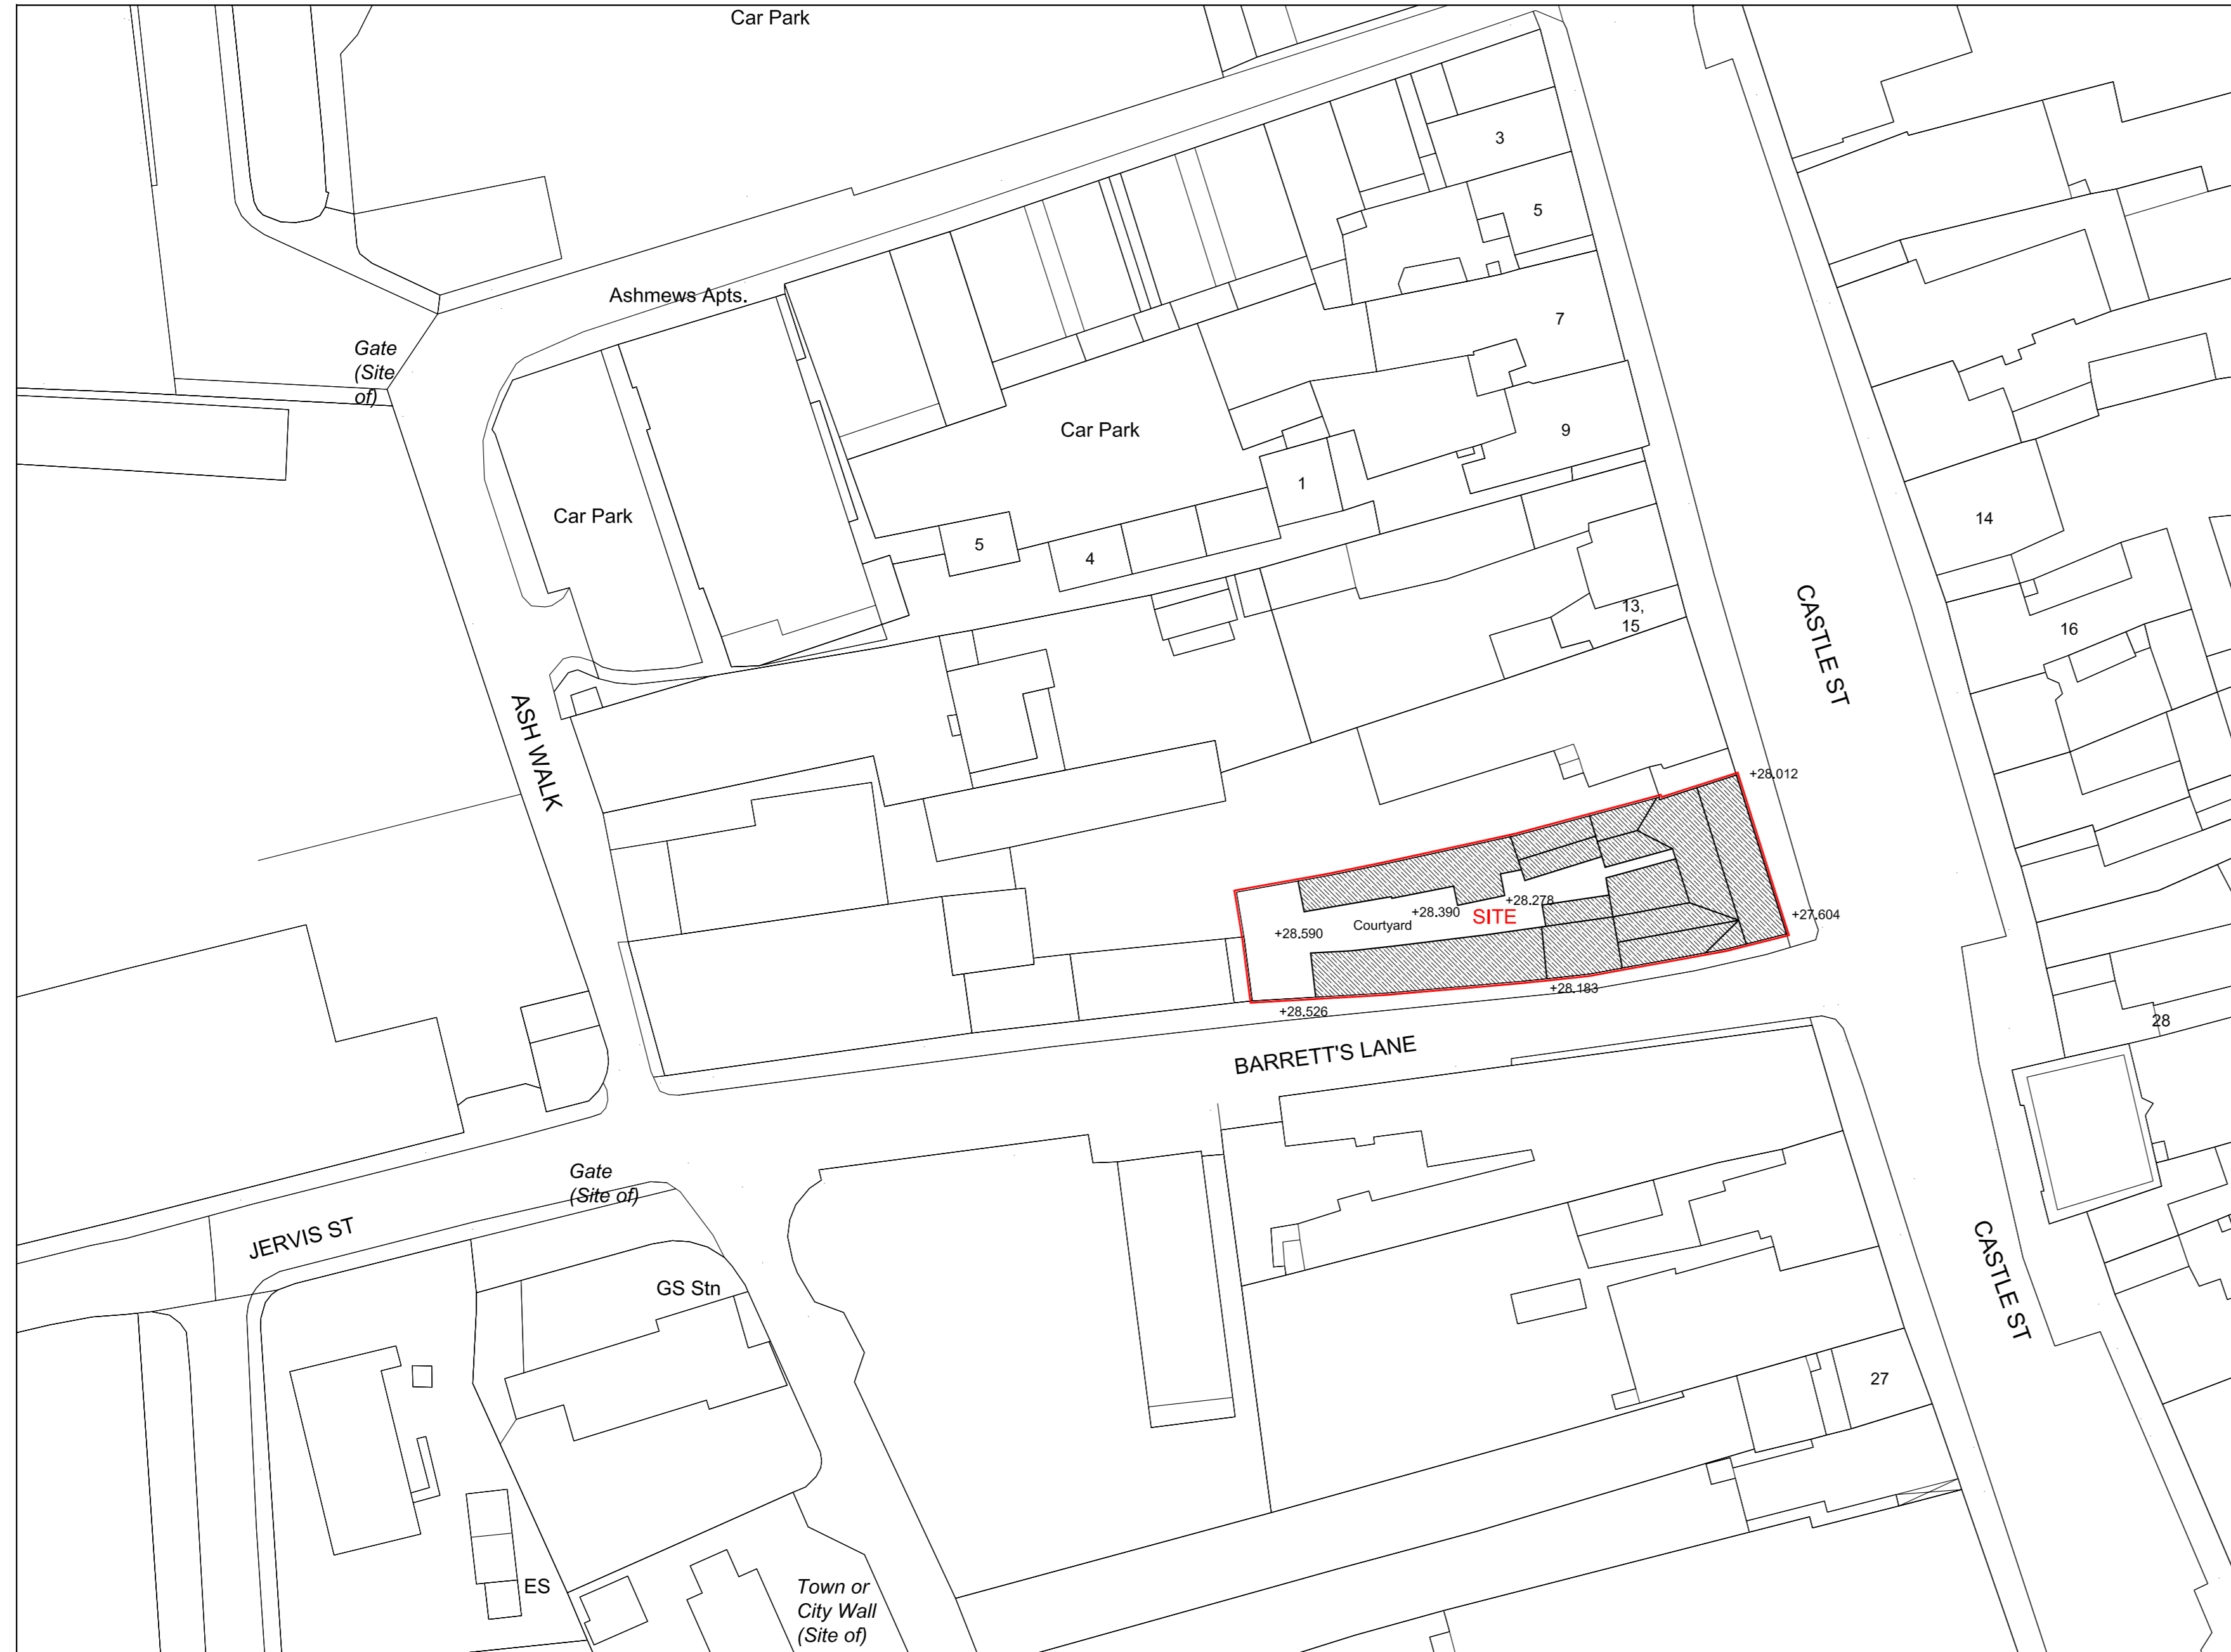 Car Park
3
5
Ashmews Apts.
7
Gate
(Site
of)
Car Park
9
1
Car Park
14
5
4
13,
15
16
CASTLE ST
ASH WALK
+28.012
+28.278
+28.390
SITE
+27.604
Courtyard
+28.590
+28.183
+28.526
28
BARRETT'S LANE
Gate
(Site of)
JERVIS ST
CASTLE ST
GS Stn
27
ES
Town or
City Wall
(Site of)